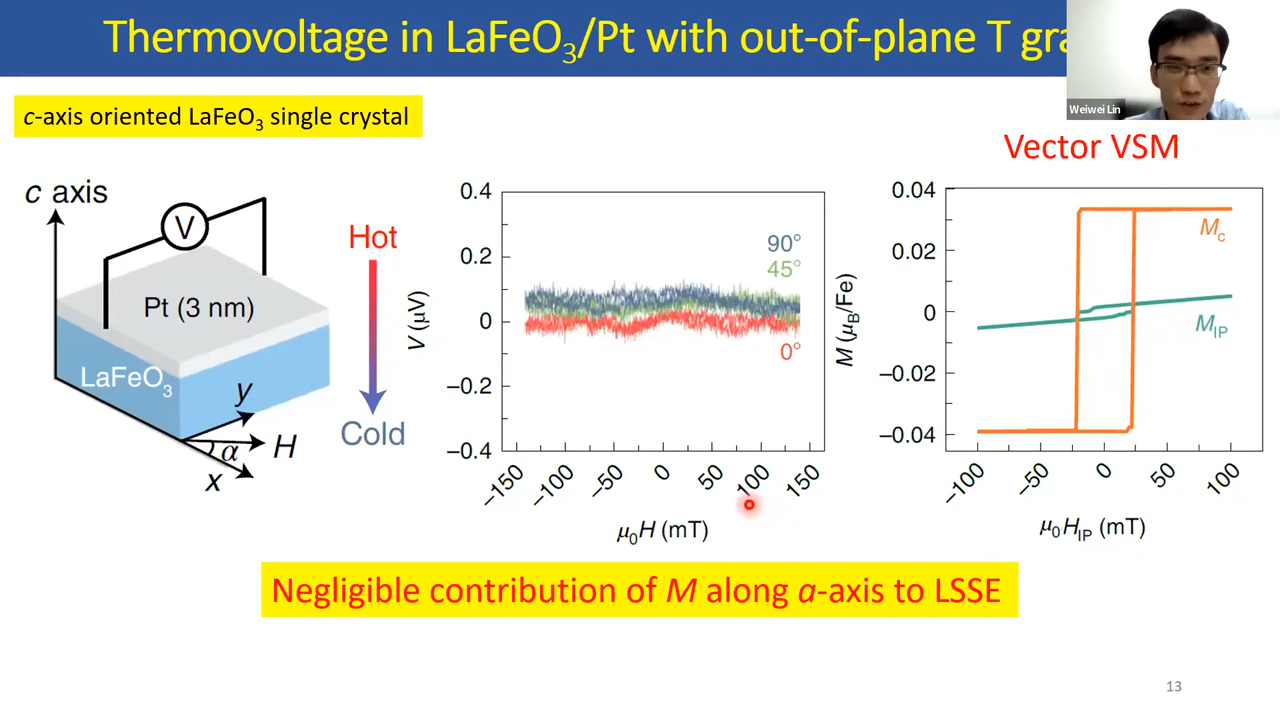 Thermovoltage in LaFeO₃/Pt with out-of-plane T gra
Weiwei Lin
c-axis oriented LaFeO₃ single crystal
Vector VSM
c axis
V
Pt (3 nm)
LaFeO₃
y
H
α
x
Hot
Cold
V (μV)
0.4
0.2
0
−0.2
−0.4
90°
45°
0°
−150
−100
−50
0
50
100
150
μ₀H (mT)
M (μB/Fe)
0.04
0.02
0
−0.02
−0.04
Mc
MIP
−100
−50
0
50
100
μ₀HIP (mT)
Negligible contribution of M along a-axis to LSSE
13